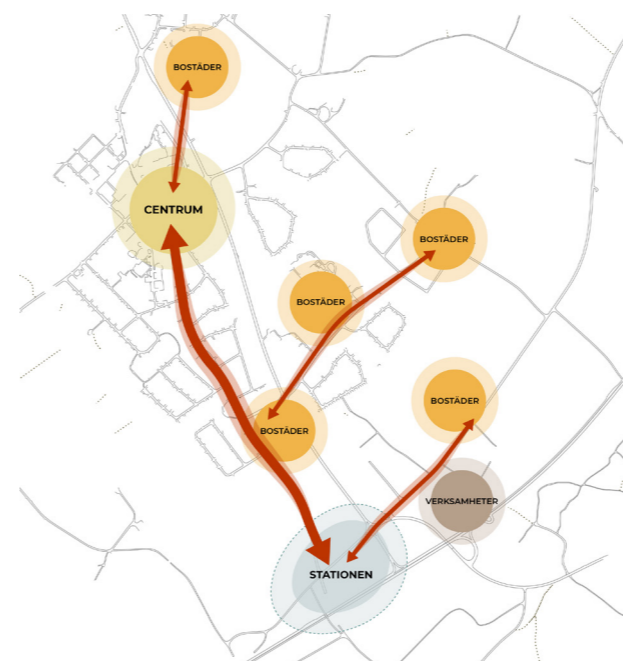 BOSTÄDER
CENTRUM
BOSTÄDER
BOSTÄDER
BOSTÄDER
BOSTÄDER
VERKSAMHETER
STATIONEN